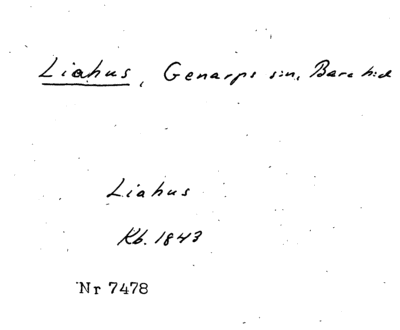 Liahus, Genarps sn, Bara hd
Liahus
Kb. 1843
Nr 7478